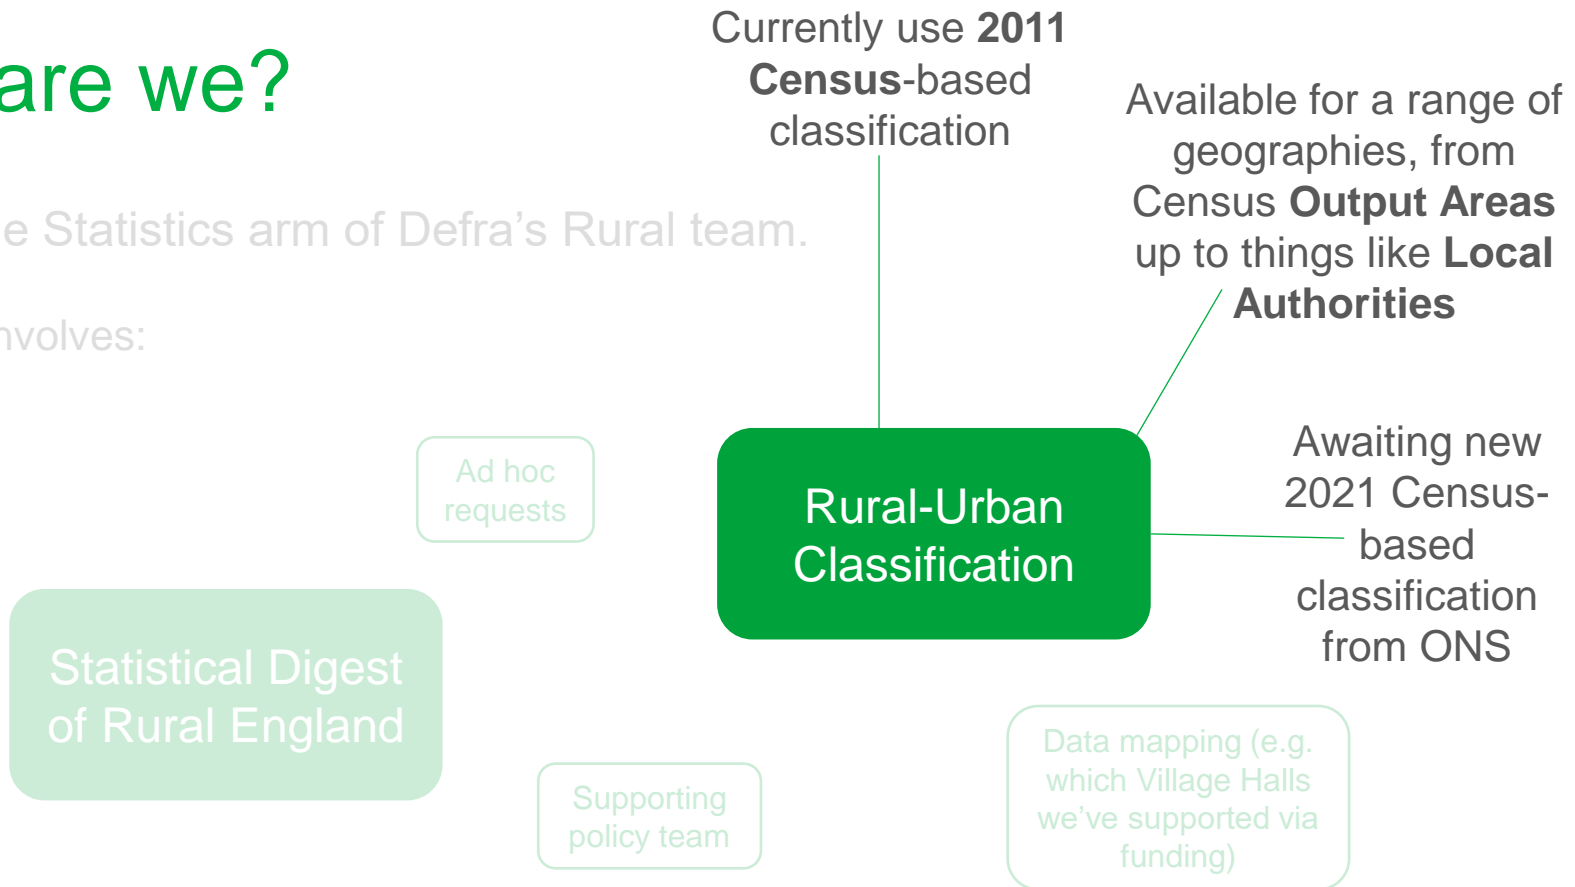 are we?
e Statistics arm of Defra's Rural team.
nvolves:
Currently use 2011
Census-based
classification
Available for a range of
geographies, from
Census Output Areas
up to things like Local
Authorities
Awaiting new
2021 Census-
based
classification
from ONS
Rural-Urban
Classification
Ad hoc
requests
Statistical Digest
of Rural England
Supporting
policy team
Data mapping (e.g.
which Village Halls
we've supported via
funding)